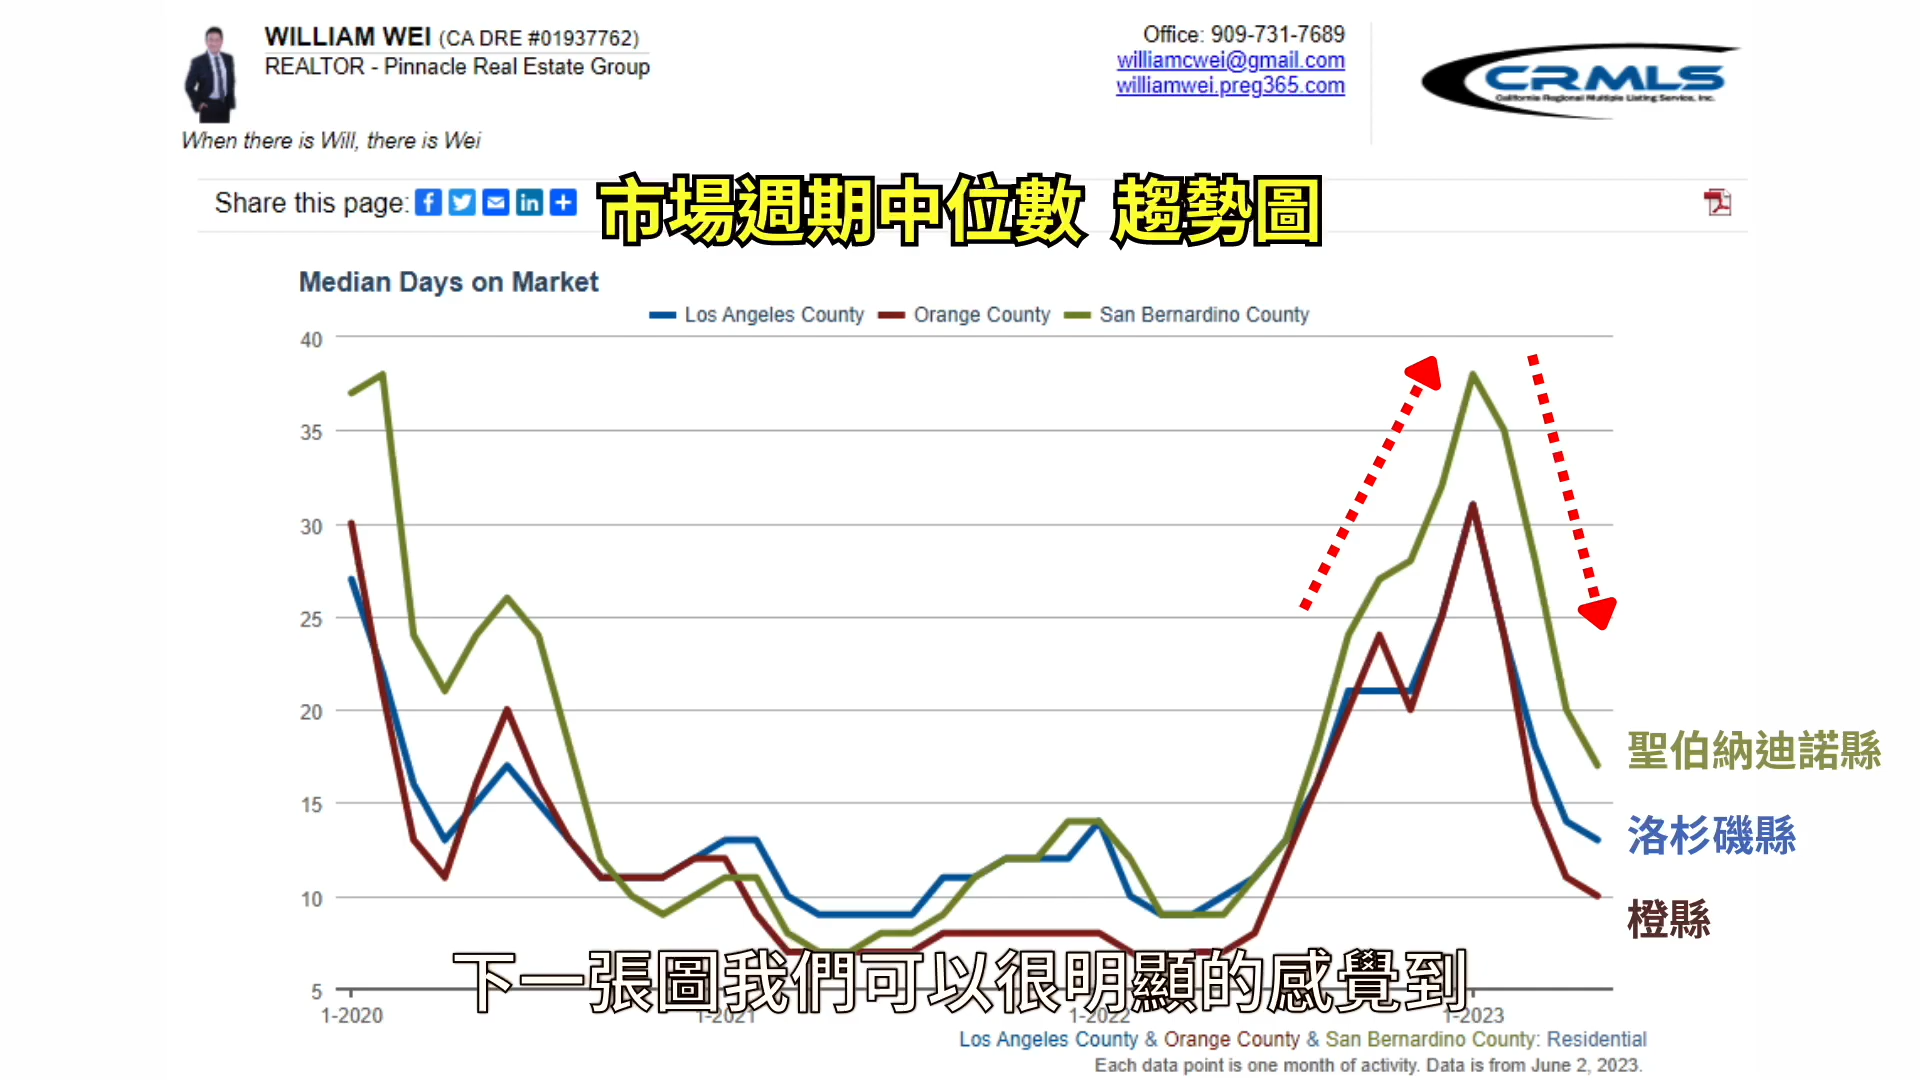 WILLIAM WEI (CA DRE #01937762)
REALTOR - Pinnacle Real Estate Group
When there is Will, there is Wei
Office: 909-731-7689
williamcwei@gmail.com
williamwei.preg365.com
CRMLS
California Regional Multiple Listing Service, Inc.
Share this page:
市場週期中位數 趨勢圖
Median Days on Market
Los Angeles County Orange County San Bernardino County
40
35
30
25
20
15
10
5
聖伯納迪諾縣
洛杉磯縣
橙縣
下一張圖我們可以很明顯的感覺到
1-2020 1-2021 1-2022 1-2023
Los Angeles County & Orange County & San Bernardino County: Residential
Each data point is one month of activity. Data is from June 2, 2023.